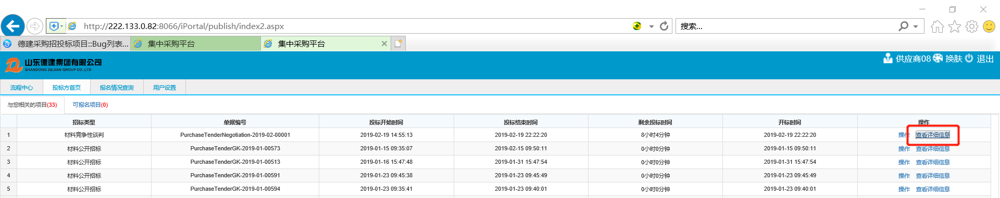 http://222.133.0.82:8066/iPortal/publish/index2.aspx
搜索...
德建采购招投标项目::Bug列表...
集中采购平台
集中采购平台
山东德建集团有限公司
SHANDONG DEJIAN GROUP CO.,LTD
供应商08 换肤 退出
流程中心 投标方首页 报名情况查询 用户设置
与您相关的项目(33) 可报名项目(0)
招标类型 单据编号 投标开始时间 投标结束时间 剩余投标时间 开标时间 操作
1 材料竞争性谈判 PurchaseTenderNegotiation-2019-02-00001 2019-02-19 14:55:13 2019-02-19 22:22:20 8小时4分钟 2019-02-19 22:22:20 操作 查看详细信息
2 材料公开招标 PurchaseTenderGK-2019-01-00573 2019-01-15 09:35:07 2019-02-15 09:50:11 0小时0分钟 2019-01-15 09:50:11 操作 查看详细信息
3 材料公开招标 PurchaseTenderGK-2019-01-00513 2019-01-16 15:47:48 2019-01-31 15:47:54 0小时0分钟 2019-01-31 15:47:54 操作 查看详细信息
4 材料公开招标 PurchaseTenderGK-2019-01-00591 2019-01-23 09:45:38 2019-01-23 09:45:49 0小时0分钟 2019-01-23 09:45:49 操作 查看详细信息
5 材料公开招标 PurchaseTenderGK-2019-01-00594 2019-01-23 09:35:41 2019-01-23 09:40:01 0小时0分钟 2019-01-23 09:40:01 操作 查看详细信息